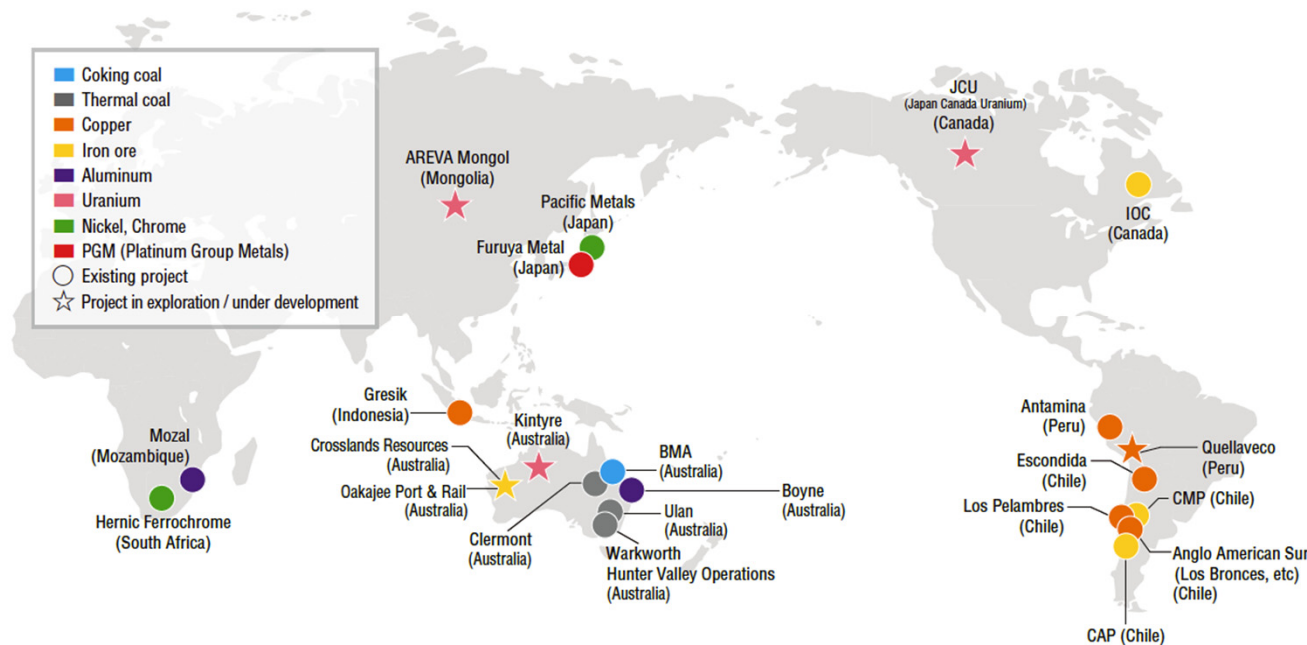 Coking coal
Thermal coal
Copper
Iron ore
Aluminum
Uranium
Nickel, Chrome
PGM (Platinum Group Metals)
Existing project
Project in exploration / under development
JCU
(Japan Canada Uranium)
(Canada)
AREVA Mongol
(Mongolia)
Pacific Metals
(Japan)
Furuya Metal
(Japan)
IOC
(Canada)
Gresik
(Indonesia)
Kintyre
(Australia)
Crosslands Resources
(Australia)
Oakajee Port & Rail
(Australia)
BMA
(Australia)
Boyne
(Australia)
Ulan
(Australia)
Clermont
(Australia)
Warkworth
Hunter Valley Operations
(Australia)
Mozal
(Mozambique)
Hernic Ferrochrome
(South Africa)
Antamina
(Peru)
Quellaveco
(Peru)
Escondida
(Chile)
CMP (Chile)
Los Pelambres
(Chile)
Anglo American Sur
(Los Bronces, etc)
(Chile)
CAP (Chile)